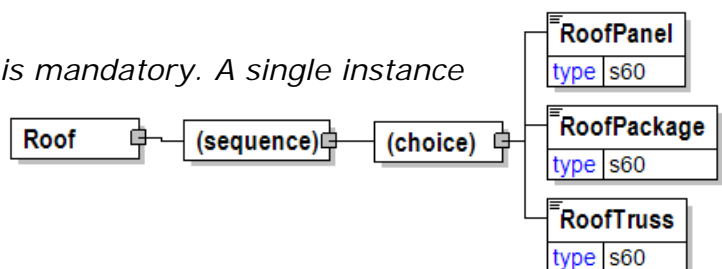 RoofPanel
type s60
is mandatory. A single instance
RoofPackage
type s60
Roof
(sequence)
(choice)
RoofTruss
type s60